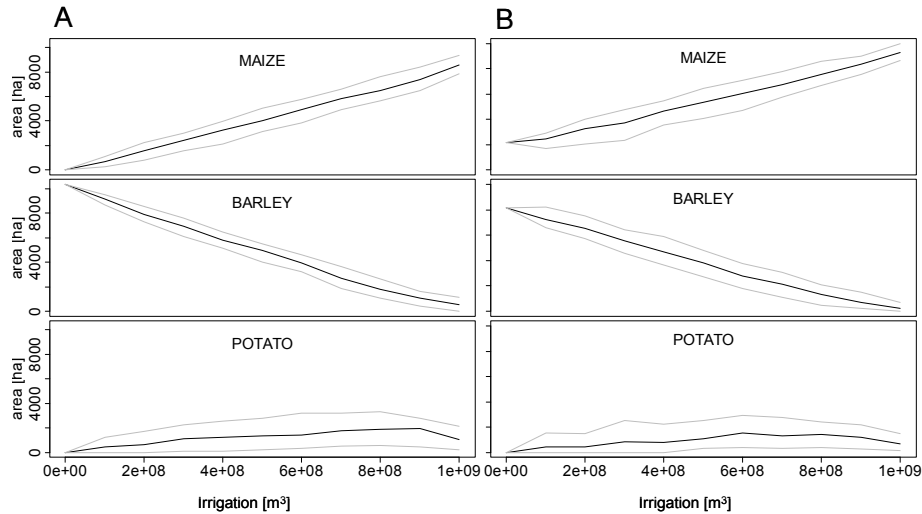 A
B
MAIZE
MAIZE
area [ha]
0 4000 8000
BARLEY
BARLEY
area [ha]
0 4000 8000
POTATO
POTATO
area [ha]
0 4000 8000
0e+00 2e+08 4e+08 6e+08 8e+08 1e+09
0e+00 2e+08 4e+08 6e+08 8e+08 1e+09
Irrigation [m³]
Irrigation [m³]